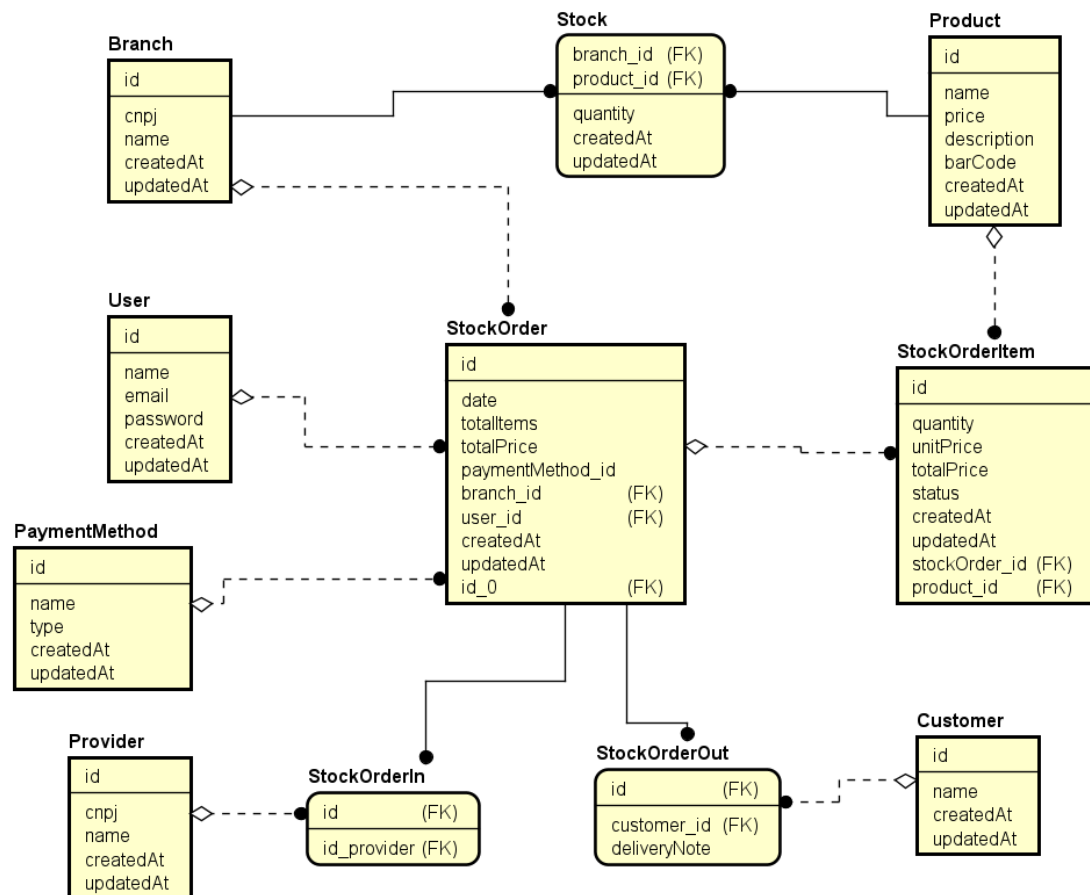 Branch
id
cnpj
name
createdAt
updatedAt
Stock
branch_id (FK)
product_id (FK)
quantity
createdAt
updatedAt
Product
id
name
price
description
barCode
createdAt
updatedAt
User
id
name
email
password
createdAt
updatedAt
StockOrder
id
date
totalItems
totalPrice
paymentMethod_id
branch_id (FK)
user_id (FK)
createdAt
updatedAt
id_0 (FK)
StockOrderItem
id
quantity
unitPrice
totalPrice
status
createdAt
updatedAt
stockOrder_id (FK)
product_id (FK)
PaymentMethod
id
name
type
createdAt
updatedAt
Provider
id
cnpj
name
createdAt
updatedAt
StockOrderIn
id (FK)
id_provider (FK)
StockOrderOut
id (FK)
customer_id (FK)
deliveryNote
Customer
id
name
createdAt
updatedAt